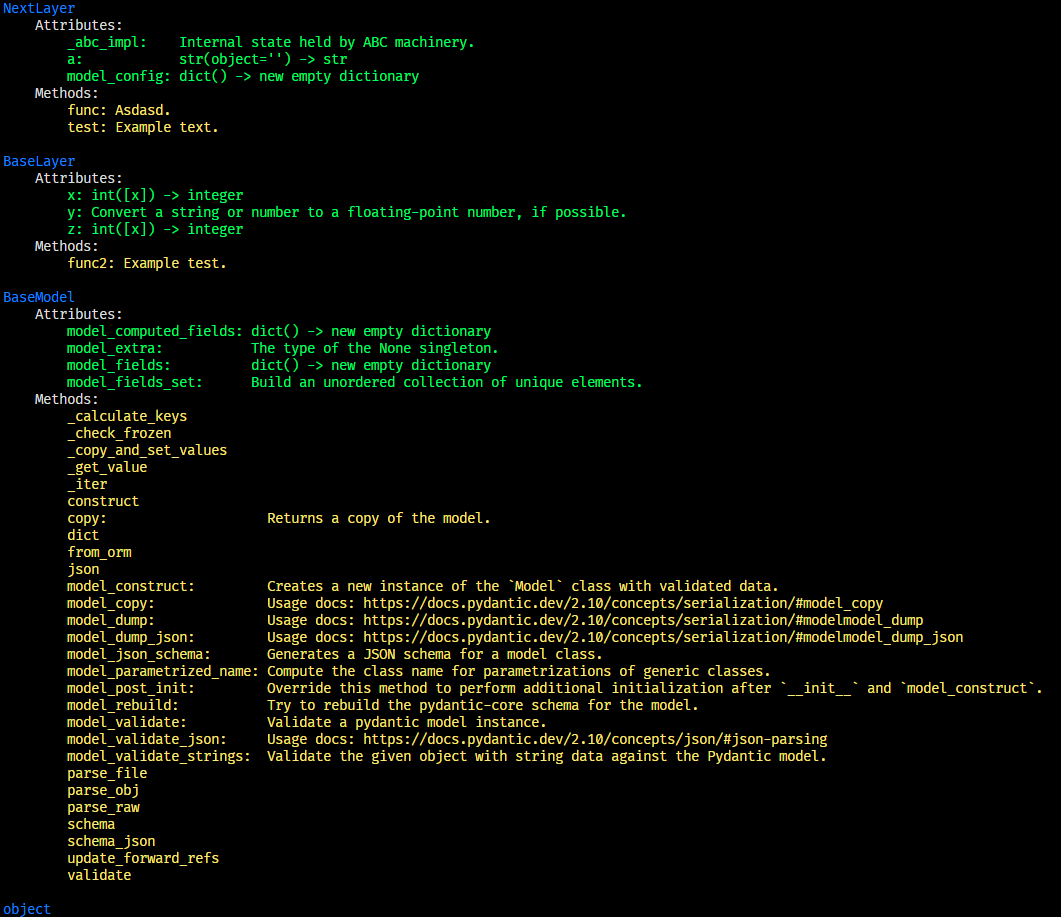 NextLayer
    Attributes:
        _abc_impl:    Internal state held by ABC machinery.
        a:            str(object='') -> str
        model_config: dict() -> new empty dictionary
    Methods:
        func: Asdasd.
        test: Example text.

BaseLayer
    Attributes:
        x: int([x]) -> integer
        y: Convert a string or number to a floating-point number, if possible.
        z: int([x]) -> integer
    Methods:
        func2: Example test.

BaseModel
    Attributes:
        model_computed_fields: dict() -> new empty dictionary
        model_extra:           The type of the None singleton.
        model_fields:          dict() -> new empty dictionary
        model_fields_set:      Build an unordered collection of unique elements.
    Methods:
        _calculate_keys
        _check_frozen
        _copy_and_set_values
        _get_value
        _iter
        construct
        copy:                    Returns a copy of the model.
        dict
        from_orm
        json
        model_construct:         Creates a new instance of the `Model` class with validated data.
        model_copy:              Usage docs: https://docs.pydantic.dev/2.10/concepts/serialization/#model_copy
        model_dump:              Usage docs: https://docs.pydantic.dev/2.10/concepts/serialization/#modelmodel_dump
        model_dump_json:         Usage docs: https://docs.pydantic.dev/2.10/concepts/serialization/#modelmodel_dump_json
        model_json_schema:       Generates a JSON schema for a model class.
        model_parametrized_name: Compute the class name for parametrizations of generic classes.
        model_post_init:         Override this method to perform additional initialization after `__init__` and `model_construct`.
        model_rebuild:           Try to rebuild the pydantic-core schema for the model.
        model_validate:          Validate a pydantic model instance.
        model_validate_json:     Usage docs: https://docs.pydantic.dev/2.10/concepts/json/#json-parsing
        model_validate_strings:  Validate the given object with string data against the Pydantic model.
        parse_file
        parse_obj
        parse_raw
        schema
        schema_json
        update_forward_refs
        validate

object